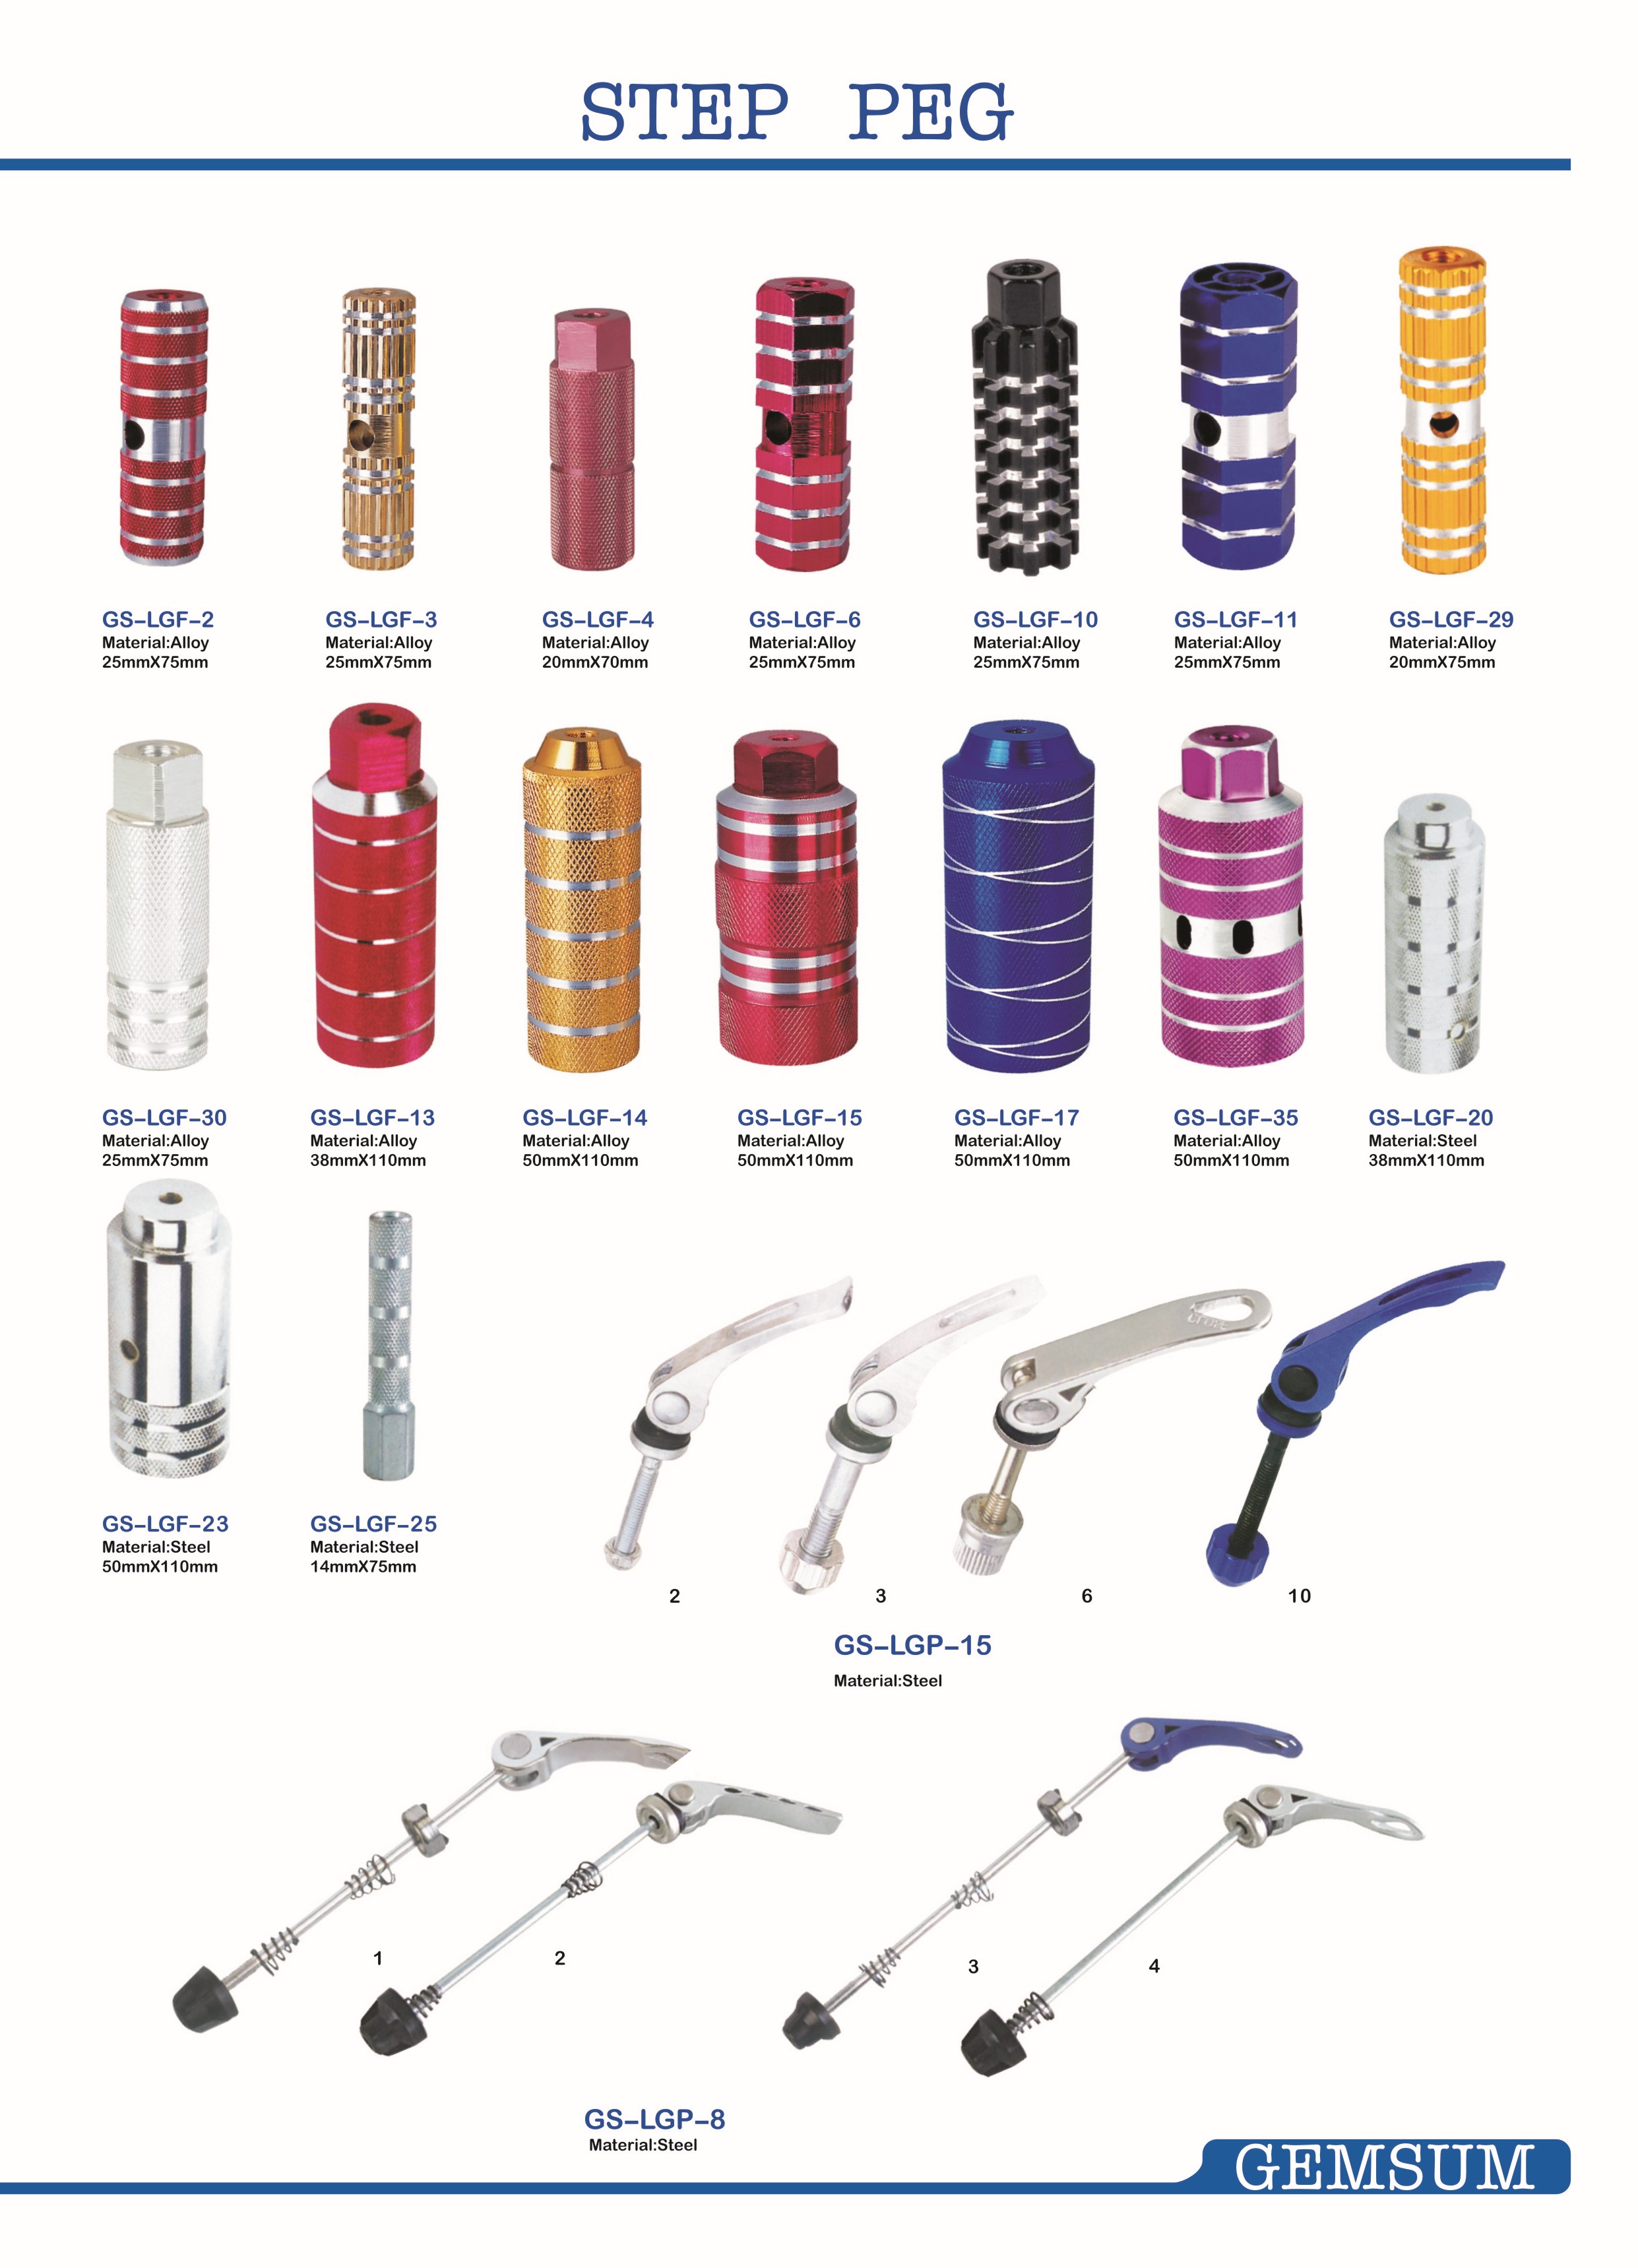 STEP PEG
GS-LGF-2
Material:Alloy
25mmX75mm
GS-LGF-3
Material:Alloy
25mmX75mm
GS-LGF-4
Material:Alloy
20mmX70mm
GS-LGF-6
Material:Alloy
25mmX75mm
GS-LGF-10
Material:Alloy
25mmX75mm
GS-LGF-11
Material:Alloy
25mmX75mm
GS-LGF-29
Material:Alloy
20mmX75mm
GS-LGF-30
Material:Alloy
25mmX75mm
GS-LGF-13
Material:Alloy
38mmX110mm
GS-LGF-14
Material:Alloy
50mmX110mm
GS-LGF-15
Material:Alloy
50mmX110mm
GS-LGF-17
Material:Alloy
50mmX110mm
GS-LGF-35
Material:Alloy
50mmX110mm
GS-LGF-20
Material:Steel
38mmX110mm
GS-LGF-23
Material:Steel
50mmX110mm
GS-LGF-25
Material:Steel
14mmX75mm
2
3
6
10
GS-LGP-15
Material:Steel
1
2
3
4
GS-LGP-8
Material:Steel
GEMSUM